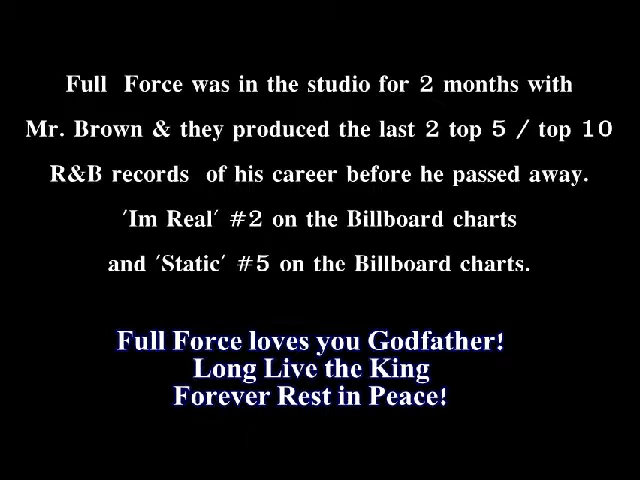 Full Force was in the studio for 2 months with
Mr. Brown & they produced the last 2 top 5 / top 10
R&B records of his career before he passed away.
'Im Real' #2 on the Billboard charts
and 'Static' #5 on the Billboard charts.
Full Force loves you Godfather!
Long Live the King
Forever Rest in Peace!